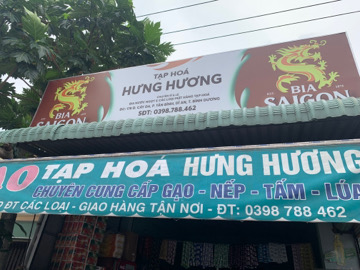 TẠP HOÁ
HƯNG HƯƠNG
SĐT: 0398.788.462
BIA
SAIGON
BIA
SAIGON
ẠO TẠP HOÁ HƯNG HƯƠNG
CHUYÊN CUNG CẤP GẠO - NẾP - TẤM - LÚA
ĐT CÁC LOẠI - GIAO HÀNG TẬN NƠI - ĐT: 0398 788 462